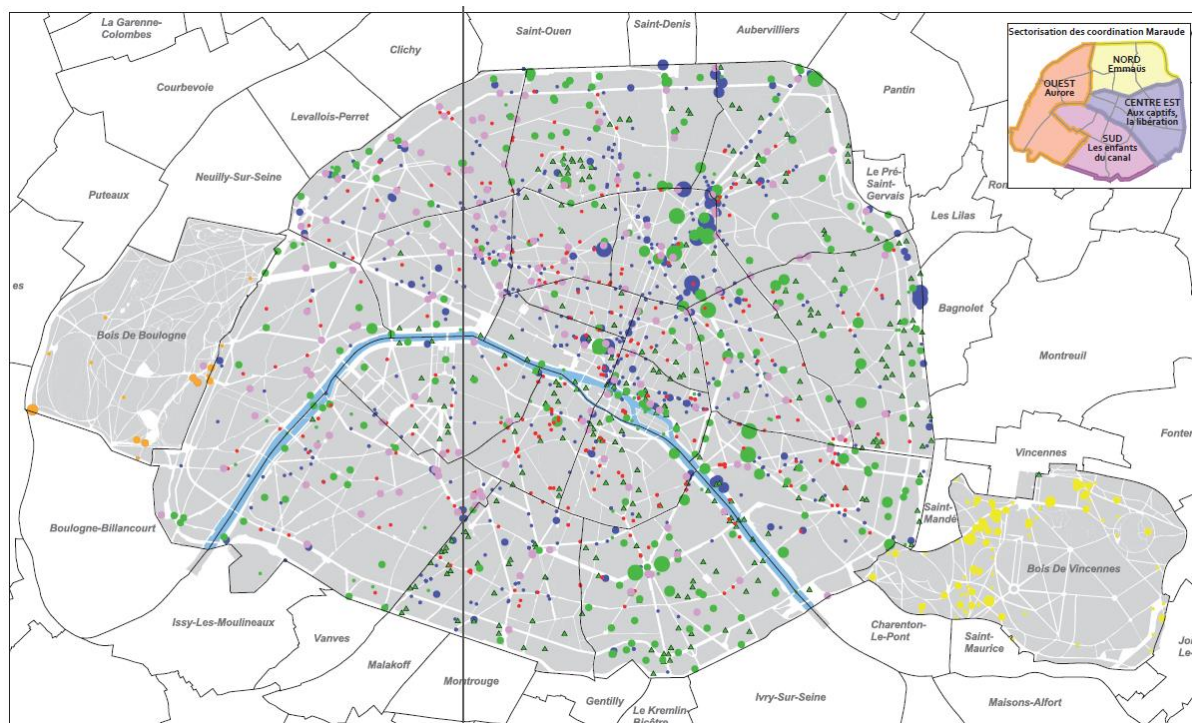 La Garenne-
Colombes
Courbevoie
Clichy
Saint-Ouen
Saint-Denis
Aubervilliers
Sectorisation des coordination Maraude
NORD
Emmaüs
OUEST
Aurore
CENTRE EST
Aux captifs,
la libération
SUD
Les enfants
du canal
Levallois-Perret
Pantin
Puteaux
Neuilly-Sur-Seine
Le Pré-
Saint-
Gervais
Les Lilas
es
Bois De Boulogne
Bagnolet
Montreuil
Vincennes
Boulogne-Billancourt
Saint-
Mandé
Bois De Vincennes
Issy-Les-Moulineaux
Vanves
Malakoff
Montrouge
Gentilly
Le Kremlin-
Bicêtre
Ivry-Sur-Seine
Charenton-
Le-Pont
Saint-
Maurice
Maisons-Alfort